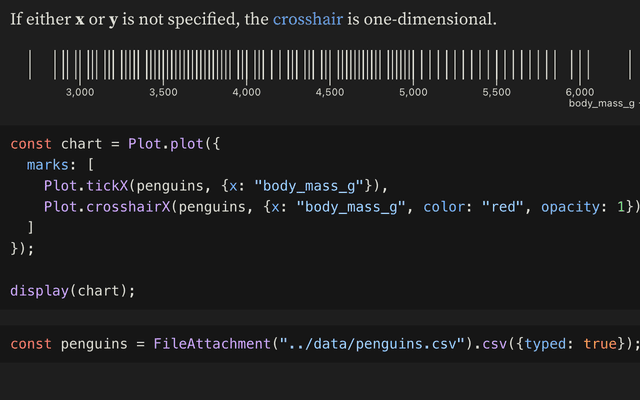 If either x or y is not specified, the crosshair is one-dimensional.
3,000 3,500 4,000 4,500 5,000 5,500 6,000
body_mass_g
const chart = Plot.plot({
  marks: [
    Plot.tickX(penguins, {x: "body_mass_g"}),
    Plot.crosshairX(penguins, {x: "body_mass_g", color: "red", opacity: 1})
  ]
});
display(chart);
const penguins = FileAttachment("../data/penguins.csv").csv({typed: true});